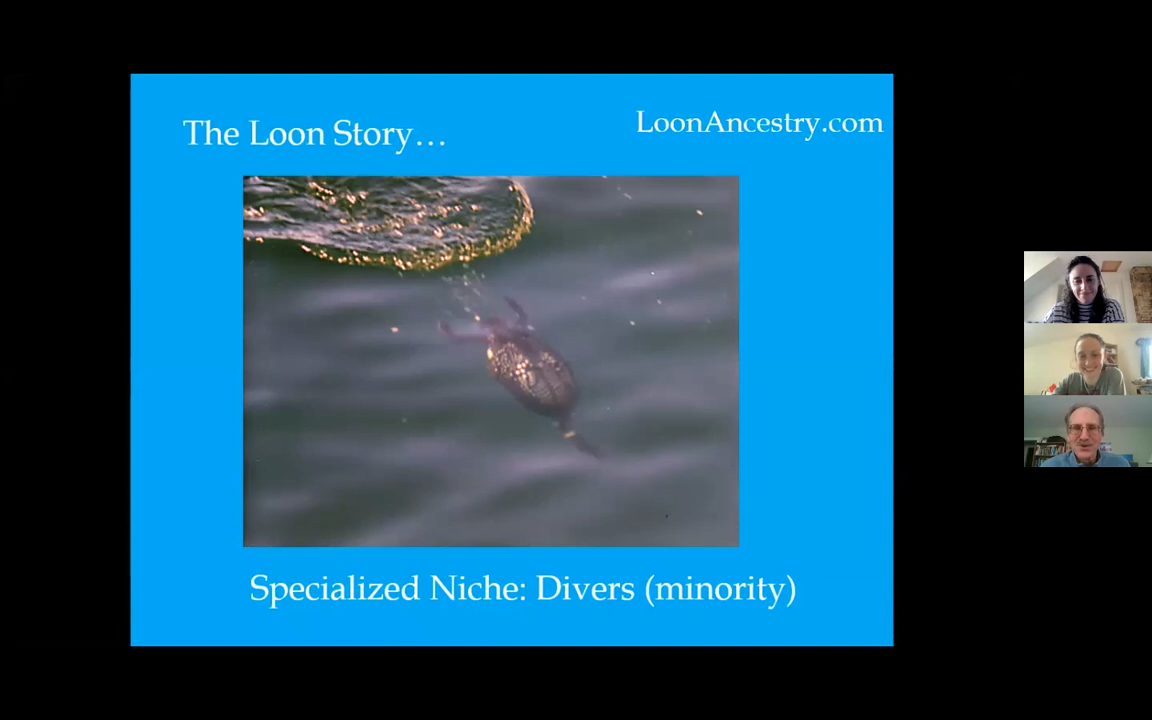 The Loon Story...
LoonAncestry.com
Specialized Niche: Divers (minority)